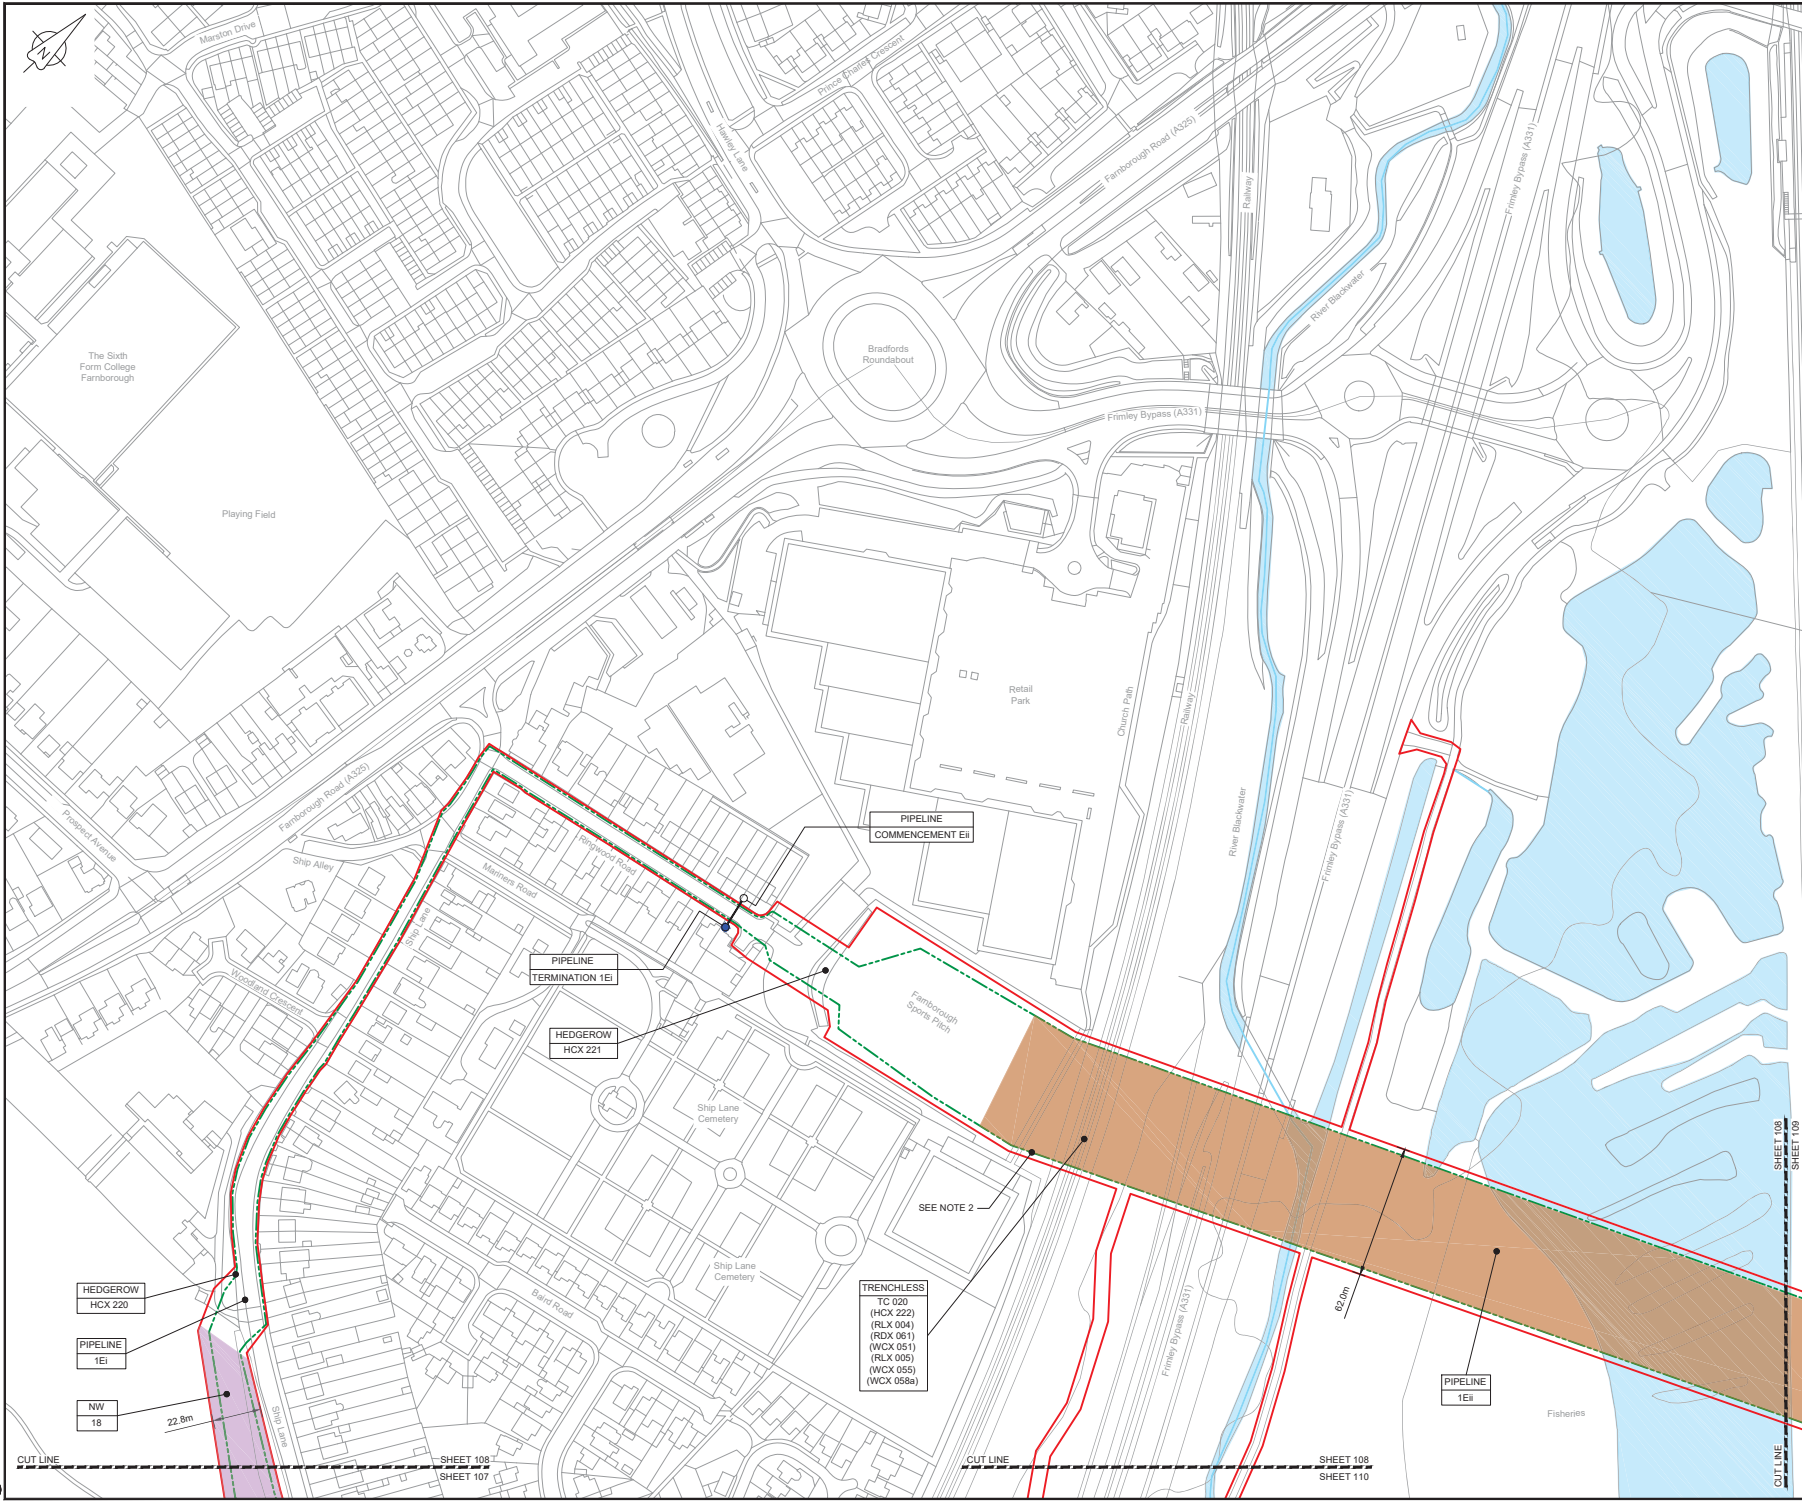 N
Marston Drive
Prince Charles Crescent
Hawley Lane
Farnborough Road (A325)
Railway
Frimley Bypass (A331)
River Blackwater
The Sixth
Form College
Farnborough
Bradfords
Roundabout
Frimley Bypass (A331)
Playing Field
Retail
Park
Church Path
Railway
Farnborough Road (A325)
Prospect Avenue
Ship Alley
Mariners Road
Ringwood Road
Ship Lane
Woodland Crescent
River Blackwater
Frimley Bypass (A331)
PIPELINE
COMMENCEMENT Eii
PIPELINE
TERMINATION 1Ei
HEDGEROW
HCX 221
Farnborough
Sports Pitch
Ship Lane
Cemetery
SEE NOTE 2
Ship Lane
Cemetery
Baird Road
HEDGEROW
HCX 220
PIPELINE
1Ei
NW
18
22.8m
Ship Lane
TRENCHLESS
TC 020
(HCX 222)
(RLX 004)
(RDX 061)
(WCX 051)
(RLX 005)
(WCX 055)
(WCX 058a)
Frimley Bypass (A331)
62.0m
PIPELINE
1Eii
Fisheries
SHEET 108
SHEET 109
CUT LINE
CUT LINE
SHEET 108
SHEET 107
CUT LINE
SHEET 108
SHEET 110